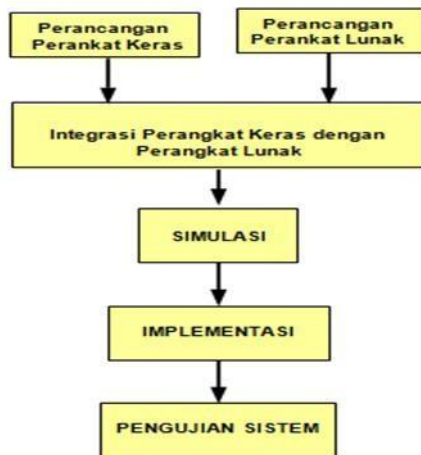 Perancangan
Perankat Keras
Perancangan
Perankat Lunak
Integrasi Perangkat Keras dengan
Perangkat Lunak
SIMULASI
IMPLEMENTASI
PENGUJIAN SISTEM